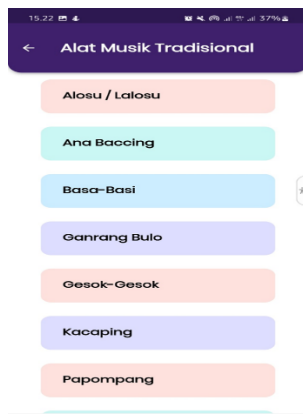 15.22 37%
Alat Musik Tradisional
Alosu / Lalosu
Ana Baccing
Basa-Basi
Ganrang Bulo
Gesok-Gesok
Kacaping
Papompang